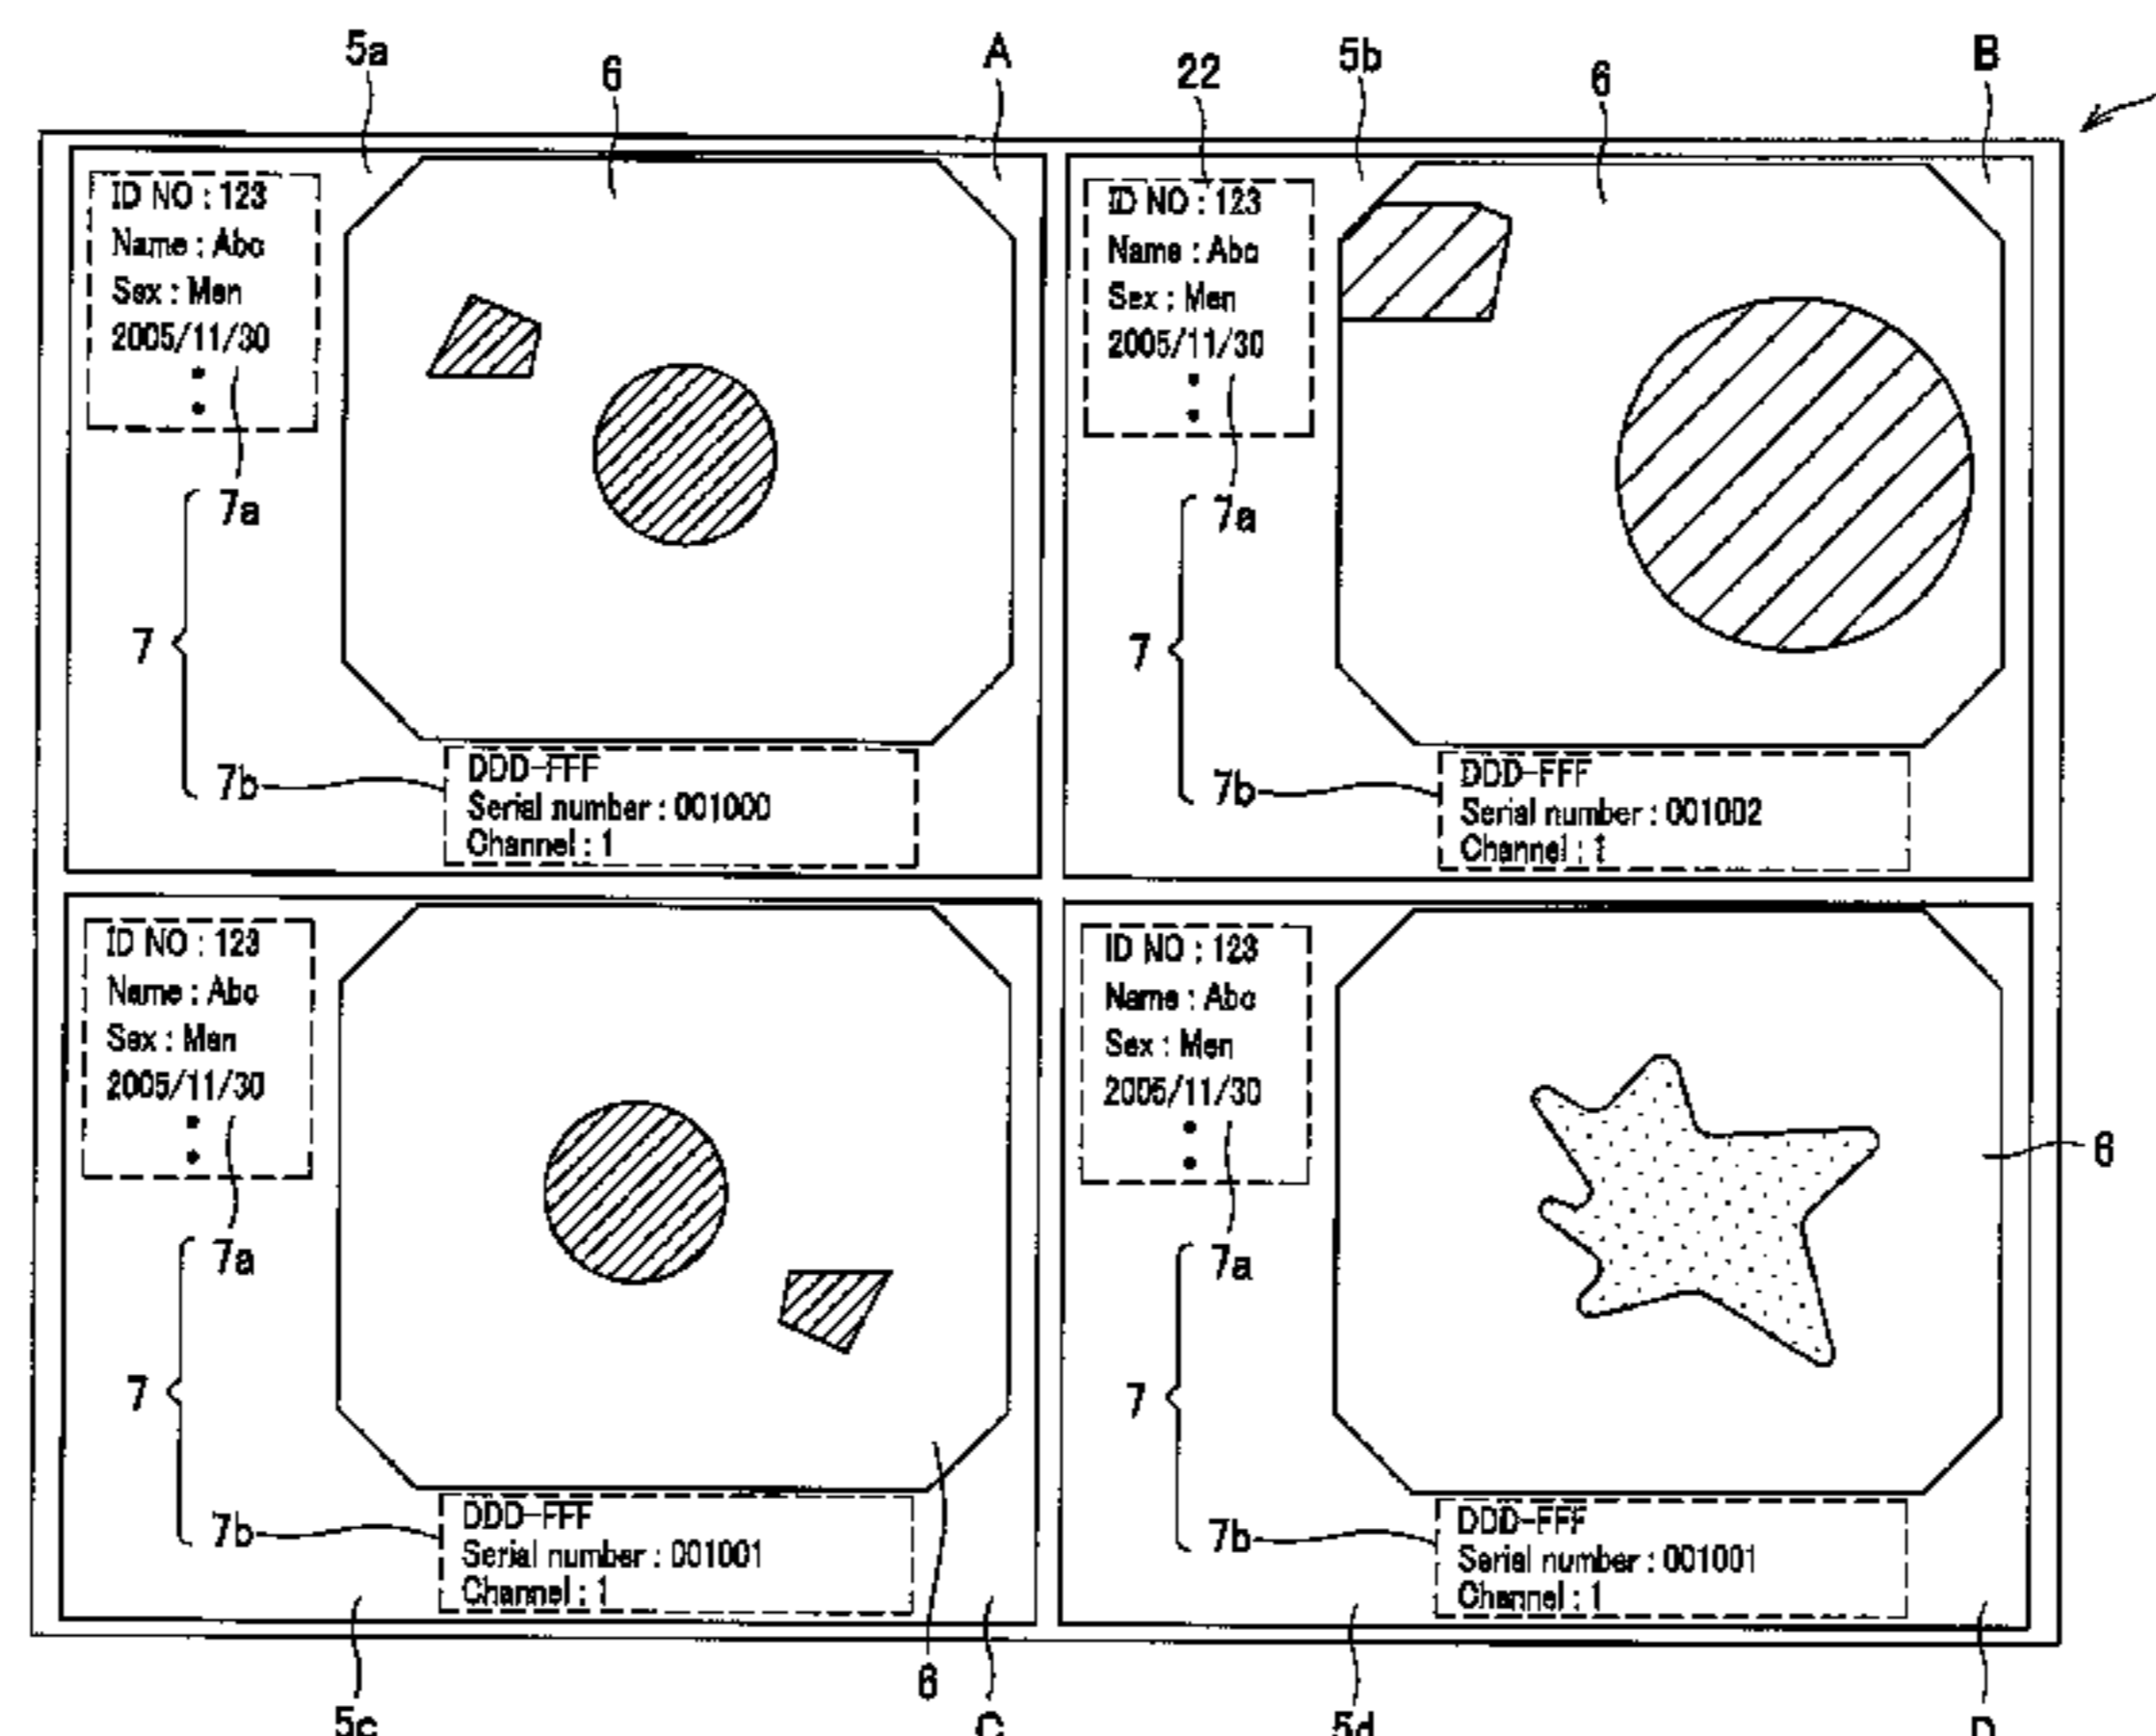 5a
6
A
22
5b
6
B
ID NO : 123
Name : Abc
Sex : Men
2005/11/30
7a
7
7b
DDD-FFF
Serial number : 001000
Channel : 1
ID NO : 123
Name : Abc
Sex : Men
2005/11/30
7a
7
7b
DDD-FFF
Serial number : 001002
Channel : 1
ID NO : 123
Name : Abc
Sex : Men
2005/11/30
7a
7
7b
DDD-FFF
Serial number : 001001
Channel : 1
ID NO : 123
Name : Abc
Sex : Men
2005/11/30
7a
6
7
7b
DDD-FFF
Serial number : 001001
Channel : 1
5c
6
C
5d
D